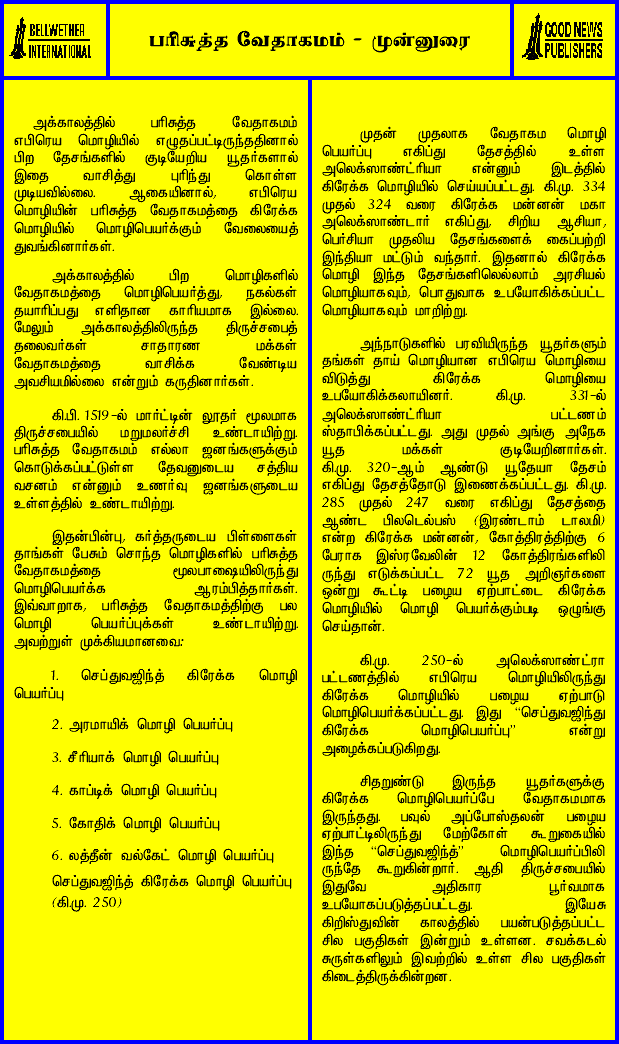 BELLWETHER
INTERNATIONAL
பரிசுத்த வேதாகமம் - முன்னுரை
GOOD NEWS
PUBLISHERS
அக்காலத்தில் பரிசுத்த வேதாகமம்
எபிரெய மொழியில் எழுதப்பட்டிருந்ததினால்
பிற தேசங்களில் குடியேறிய யூதர்களால்
இதை வாசித்து புரிந்து கொள்ள
முடியவில்லை. ஆகையினால், எபிரெய
மொழியின் பரிசுத்த வேதாகமத்தை கிரேக்க
மொழியில் மொழிபெயர்க்கும் வேலையைத்
துவங்கினார்கள்.
அக்காலத்தில் பிற மொழிகளில்
வேதாகமத்தை மொழிபெயர்த்து, நகல்கள்
தயாரிப்பது எளிதான காரியமாக இல்லை.
மேலும் அக்காலத்திலிருந்த திருச்சபைத்
தலைவர்கள் சாதாரண மக்கள்
வேதாகமத்தை வாசிக்க வேண்டிய
அவசியமில்லை என்றும் கருதினார்கள்.
கி.பி. 1519-ல் மார்ட்டின் லூதர் மூலமாக
திருச்சபையில் மறுமலர்ச்சி உண்டாயிற்று.
பரிசுத்த வேதாகமம் எல்லா ஜனங்களுக்கும்
கொடுக்கப்பட்டுள்ள தேவனுடைய சத்திய
வசனம் என்னும் உணர்வு ஜனங்களுடைய
உள்ளத்தில் உண்டாயிற்று.
இதன்பின்பு, கர்த்தருடைய பிள்ளைகள்
தாங்கள் பேசும் சொந்த மொழிகளில் பரிசுத்த
வேதாகமத்தை மூலபாஷையிலிருந்து
மொழிபெயர்க்க ஆரம்பித்தார்கள்.
இவ்வாறாக, பரிசுத்த வேதாகமத்திற்கு பல
மொழி பெயர்ப்புக்கள் உண்டாயிற்று.
அவற்றுள் முக்கியமானவை:
1. செப்துவஜிந்த் கிரேக்க மொழி
பெயர்ப்பு
2. அரமாயிக் மொழி பெயர்ப்பு
3. சீரியாக் மொழி பெயர்ப்பு
4. காப்டிக் மொழி பெயர்ப்பு
5. கோதிக் மொழி பெயர்ப்பு
6. லத்தீன் வல்கேட் மொழி பெயர்ப்பு
செப்துவஜிந்த் கிரேக்க மொழி பெயர்ப்பு
(கி.மு. 250)
முதன் முதலாக வேதாகம மொழி
பெயர்ப்பு எகிப்து தேசத்தில் உள்ள
அலெக்ஸாண்ட்ரியா என்னும் இடத்தில்
கிரேக்க மொழியில் செய்யப்பட்டது. கி.மு. 334
முதல் 324 வரை கிரேக்க மன்னன் மகா
அலெக்ஸாண்டார் எகிப்து, சிறிய ஆசியா,
பெர்சியா முதலிய தேசங்களைக் கைப்பற்றி
இந்தியா மட்டும் வந்தார். இதனால் கிரேக்க
மொழி இந்த தேசங்களிலெல்லாம் அரசியல்
மொழியாகவும், பொதுவாக உபயோகிக்கப்பட்ட
மொழியாகவும் மாறிற்று.
அந்நாடுகளில் பரவியிருந்த யூதர்களும்
தங்கள் தாய் மொழியான எபிரெய மொழியை
விடுத்து கிரேக்க மொழியை
உபயோகிக்கலாயினர். கி.மு. 331-ல்
அலெக்ஸாண்ட்ரியா பட்டணம்
ஸ்தாபிக்கப்பட்டது. அது முதல் அங்கு அநேக
யூத மக்கள் குடியேறினார்கள்.
கி.மு. 320-ஆம் ஆண்டு யூதேயா தேசம்
எகிப்து தேசத்தோடு இணைக்கப்பட்டது. கி.மு.
285 முதல் 247 வரை எகிப்து தேசத்தை
ஆண்ட பிலடெல்பஸ் (இரண்டாம் டாலமி)
என்ற கிரேக்க மன்னன், கோத்திரத்திற்கு 6
பேராக இஸ்ரவேலின் 12 கோத்திரங்களிலி
ருந்து எடுக்கப்பட்ட 72 யூத அறிஞர்களை
ஒன்று கூட்டி பழைய ஏற்பாட்டை கிரேக்க
மொழியில் மொழி பெயர்க்கும்படி ஒழுங்கு
செய்தான்.
கி.மு. 250-ல் அலெக்ஸாண்ட்ரா
பட்டணத்தில் எபிரெய மொழியிலிருந்து
கிரேக்க மொழியில் பழைய ஏற்பாடு
மொழிபெயர்க்கப்பட்டது. இது “செப்துவஜிந்து
கிரேக்க மொழிபெயர்ப்பு” என்று
அழைக்கப்படுகிறது.
சிதறுண்டு இருந்த யூதர்களுக்கு
கிரேக்க மொழிபெயர்ப்பே வேதாகமமாக
இருந்தது. பவுல் அப்போஸ்தலன் பழைய
ஏற்பாட்டிலிருந்து மேற்கோள் கூறுகையில்
இந்த “செப்துவஜிந்த்” மொழிபெயர்ப்பிலி
ருந்தே கூறுகின்றார். ஆதி திருச்சபையில்
இதுவே அதிகார பூர்வமாக
உபயோகப்படுத்தப்பட்டது. இயேசு
கிறிஸ்துவின் காலத்தில் பயன்படுத்தப்பட்ட
சில பகுதிகள் இன்றும் உள்ளன. சவக்கடல்
சுருள்களிலும் இவற்றில் உள்ள சில பகுதிகள்
கிடைத்திருக்கின்றன.